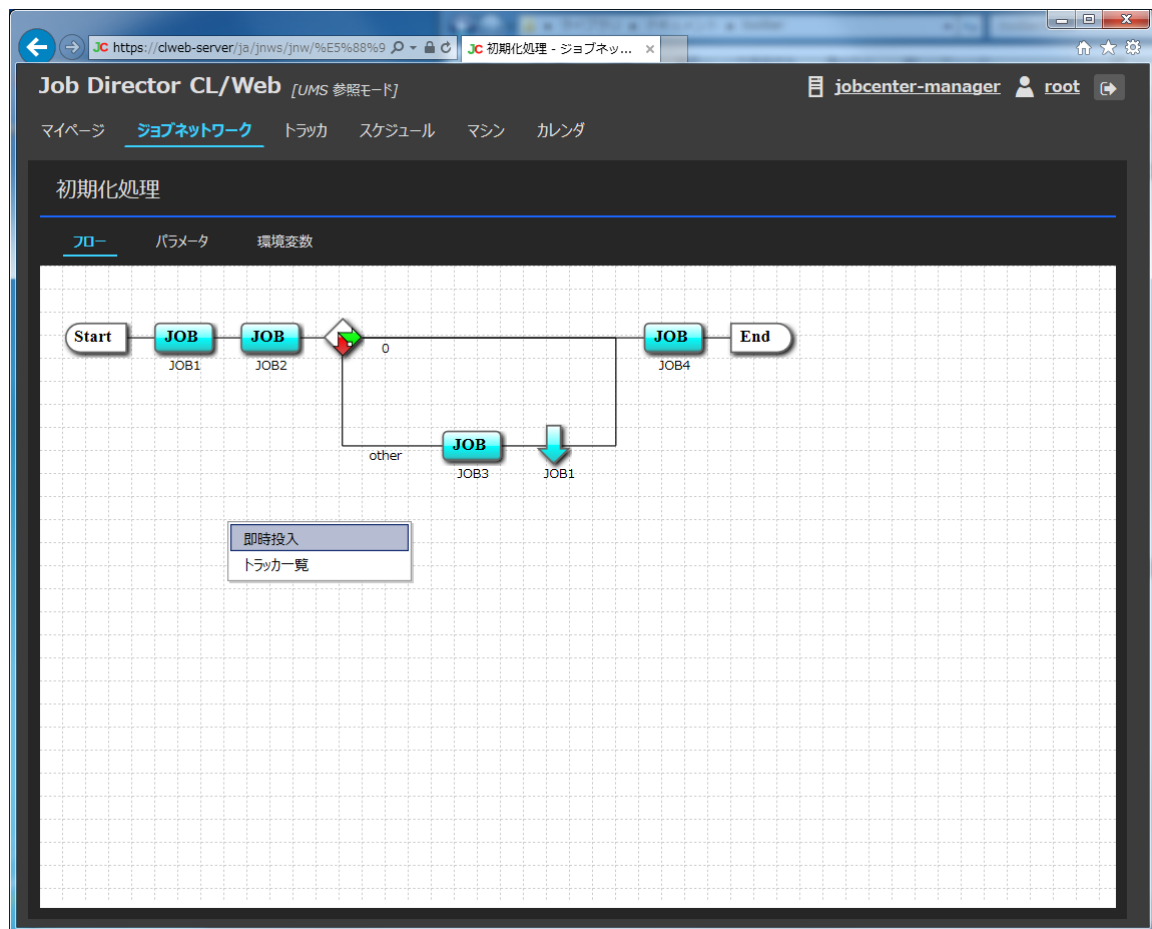 https://clweb-server/ja/jnws/jnw/%E5%88%9
JC 初期化処理 - ジョブネッ...
Job Director CL/Web [UMS 参照モード]
jobcenter-manager root
マイページ ジョブネットワーク トラッカ スケジュール マシン カレンダ
初期化処理
フロー パラメータ 環境変数
Start JOB JOB 0 JOB End
JOB1 JOB2 JOB4
other JOB
JOB3 JOB1
即時投入
トラッカ一覧